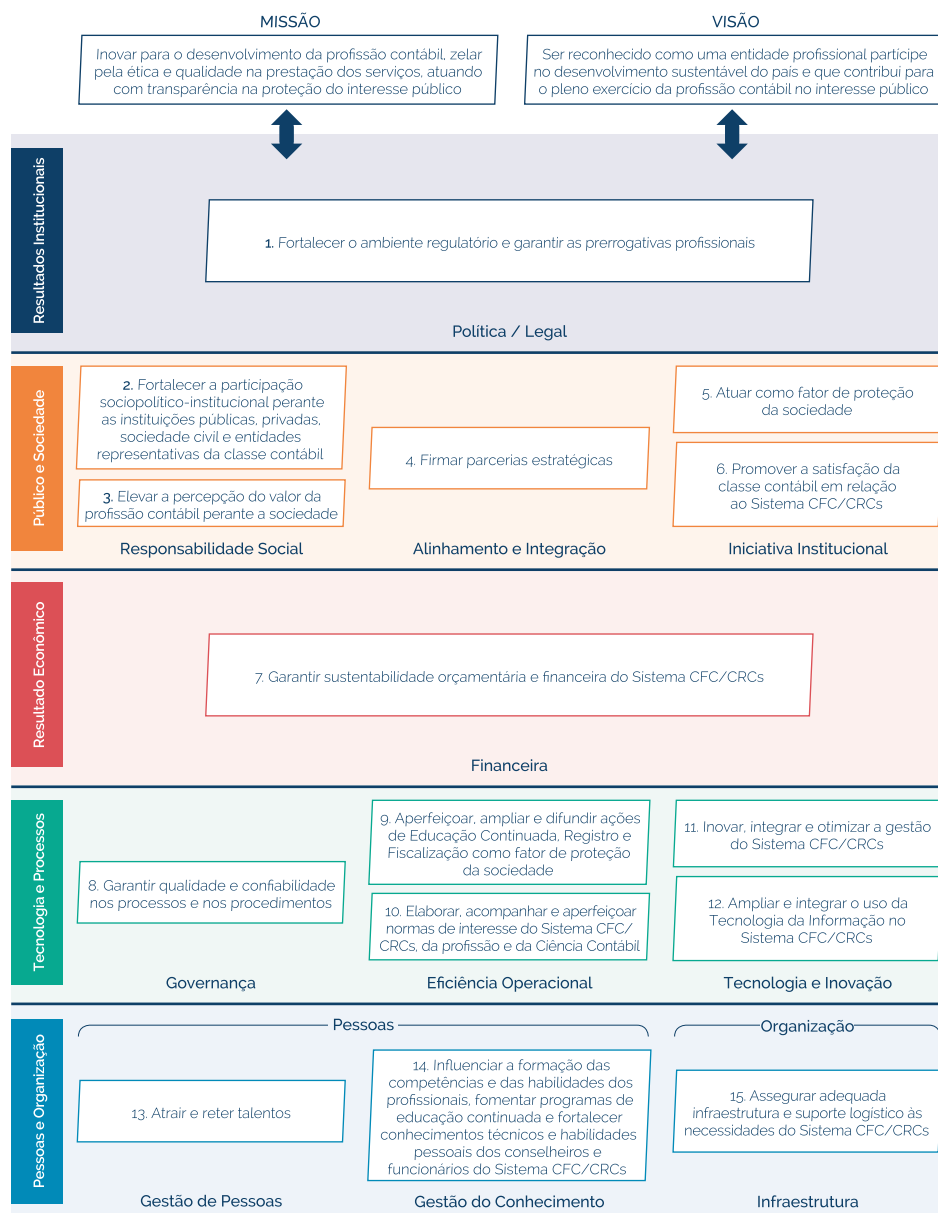 MISSÃO
Inovar para o desenvolvimento da profissão contábil, zelar
pela ética e qualidade na prestação dos serviços, atuando
com transparência na proteção do interesse público
VISÃO
Ser reconhecido como uma entidade profissional partícipe
no desenvolvimento sustentável do país e que contribui para
o pleno exercício da profissão contábil no interesse público
Resultados Institucionais
1. Fortalecer o ambiente regulatório e garantir as prerrogativas profissionais
Política / Legal
Público e Sociedade
2. Fortalecer a participação
sociopolítico-institucional perante
as instituições públicas, privadas,
sociedade civil e entidades
representativas da classe contábil
3. Elevar a percepção do valor da
profissão contábil perante a sociedade
Responsabilidade Social
4. Firmar parcerias estratégicas
Alinhamento e Integração
5. Atuar como fator de proteção
da sociedade
6. Promover a satisfação da
classe contábil em relação
ao Sistema CFC/CRCs
Iniciativa Institucional
Resultado Econômico
7. Garantir sustentabilidade orçamentária e financeira do Sistema CFC/CRCs
Financeira
Tecnologia e Processos
8. Garantir qualidade e confiabilidade
nos processos e nos procedimentos
Governança
9. Aperfeiçoar, ampliar e difundir ações
de Educação Continuada, Registro e
Fiscalização como fator de proteção
da sociedade
10. Elaborar, acompanhar e aperfeiçoar
normas de interesse do Sistema CFC/
CRCs, da profissão e da Ciência Contábil
Eficiência Operacional
11. Inovar, integrar e otimizar a gestão
do Sistema CFC/CRCs
12. Ampliar e integrar o uso da
Tecnologia da Informação no
Sistema CFC/CRCs
Tecnologia e Inovação
Pessoas e Organização
Pessoas
13. Atrair e reter talentos
Gestão de Pessoas
14. Influenciar a formação das
competências e das habilidades dos
profissionais, fomentar programas de
educação continuada e fortalecer
conhecimentos técnicos e habilidades
pessoais dos conselheiros e
funcionários do Sistema CFC/CRCs
Gestão do Conhecimento
Organização
15. Assegurar adequada
infraestrutura e suporte logístico às
necessidades do Sistema CFC/CRCs
Infraestrutura